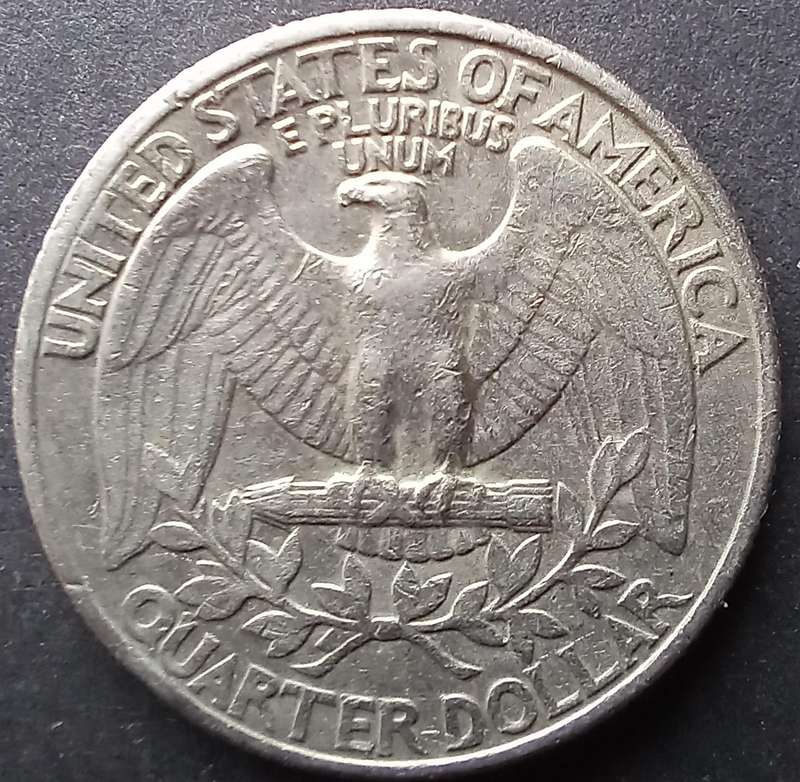 UNITED STATES OF AMERICA
E PLURIBUS
UNUM
QUARTER DOLLAR